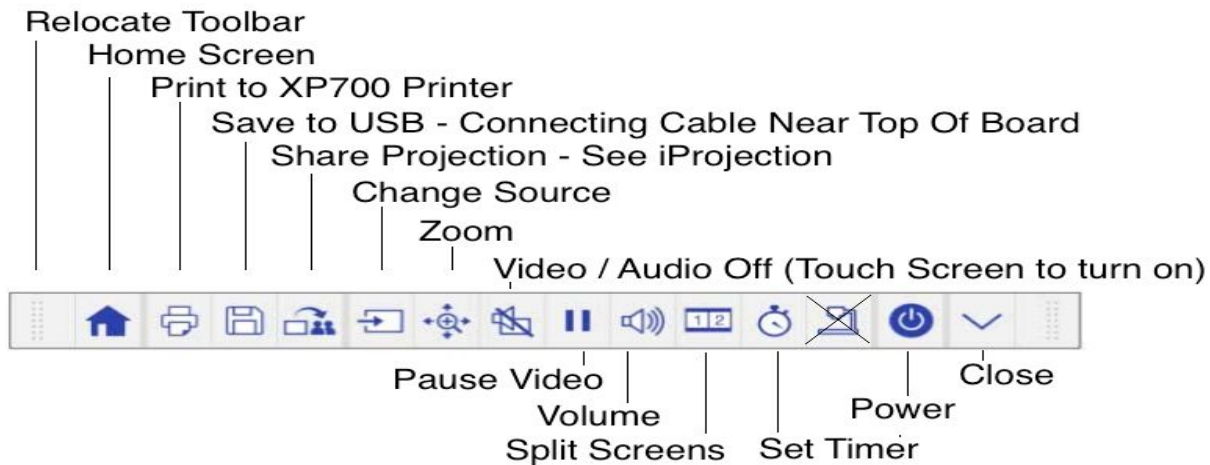 Relocate Toolbar
Home Screen
Print to XP700 Printer
Save to USB - Connecting Cable Near Top Of Board
Share Projection - See iProjection
Change Source
Zoom
Video / Audio Off (Touch Screen to turn on)
1 2
Pause Video
Close
Volume
Power
Split Screens
Set Timer